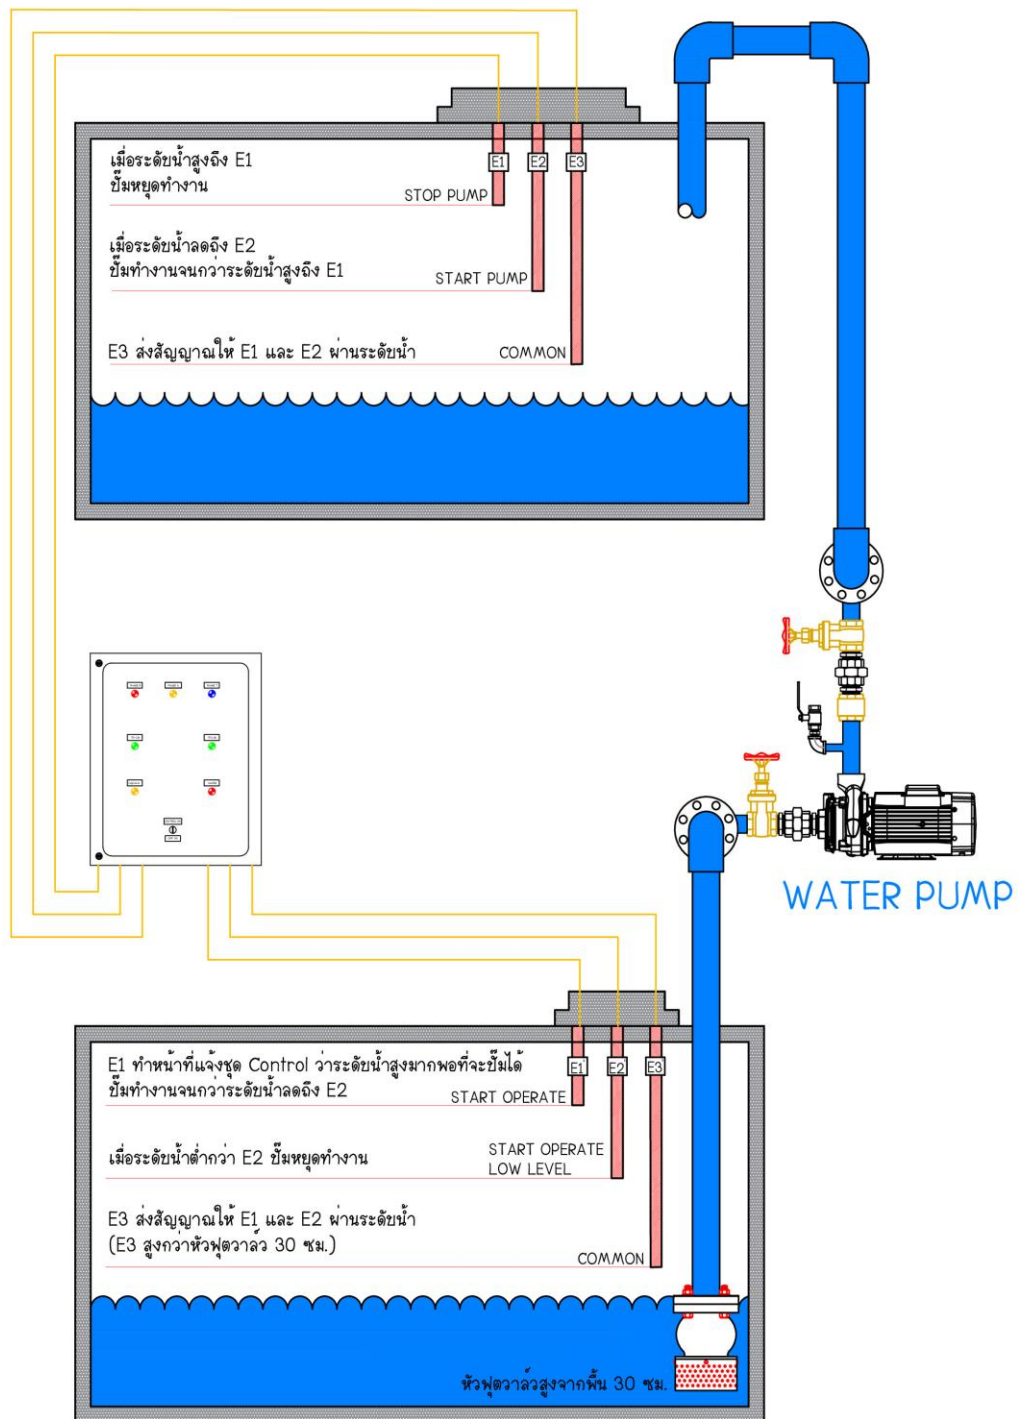 เมื่อระดับน้ำสูงถึง E1
ปั๊มหยุดทำงาน
STOP PUMP
E1
E2
E3
เมื่อระดับน้ำลดถึง E2
ปั๊มทำงานจนกว่าระดับน้ำสูงถึง E1
START PUMP
E3 ส่งสัญญาณให้ E1 และ E2 ผ่านระดับน้ำ
COMMON
WATER PUMP
E1 ทำหน้าที่แจ้งชุด Control ว่าระดับน้ำสูงมากพอที่จะปั๊มได้
ปั๊มทำงานจนกว่าระดับน้ำลดถึง E2
START OPERATE
E1
E2
E3
เมื่อระดับน้ำต่ำกว่า E2 ปั๊มหยุดทำงาน
START OPERATE
LOW LEVEL
E3 ส่งสัญญาณให้ E1 และ E2 ผ่านระดับน้ำ
(E3 สูงกว่าหัวฟุตวาล์ว 30 ซม.)
COMMON
หัวฟุตวาล์วสูงจากพื้น 30 ซม.